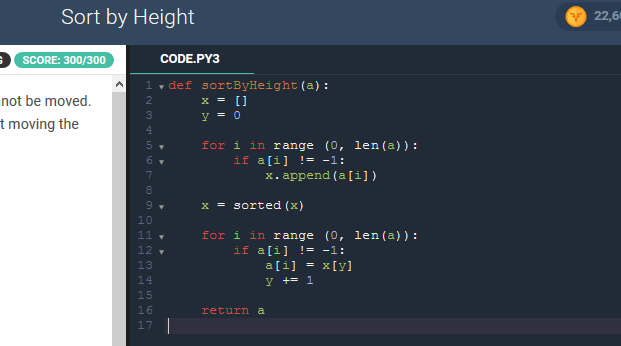 Sort by Height
22,6
SCORE: 300/300
not be moved.
t moving the
CODE.PY3
1 def sortByHeight(a):
2     x = []
3     y = 0
4
5     for i in range (0, len(a)):
6         if a[i] != -1:
7             x.append(a[i])
8
9     x = sorted(x)
10
11     for i in range (0, len(a)):
12         if a[i] != -1:
13             a[i] = x[y]
14             y += 1
15
16     return a
17